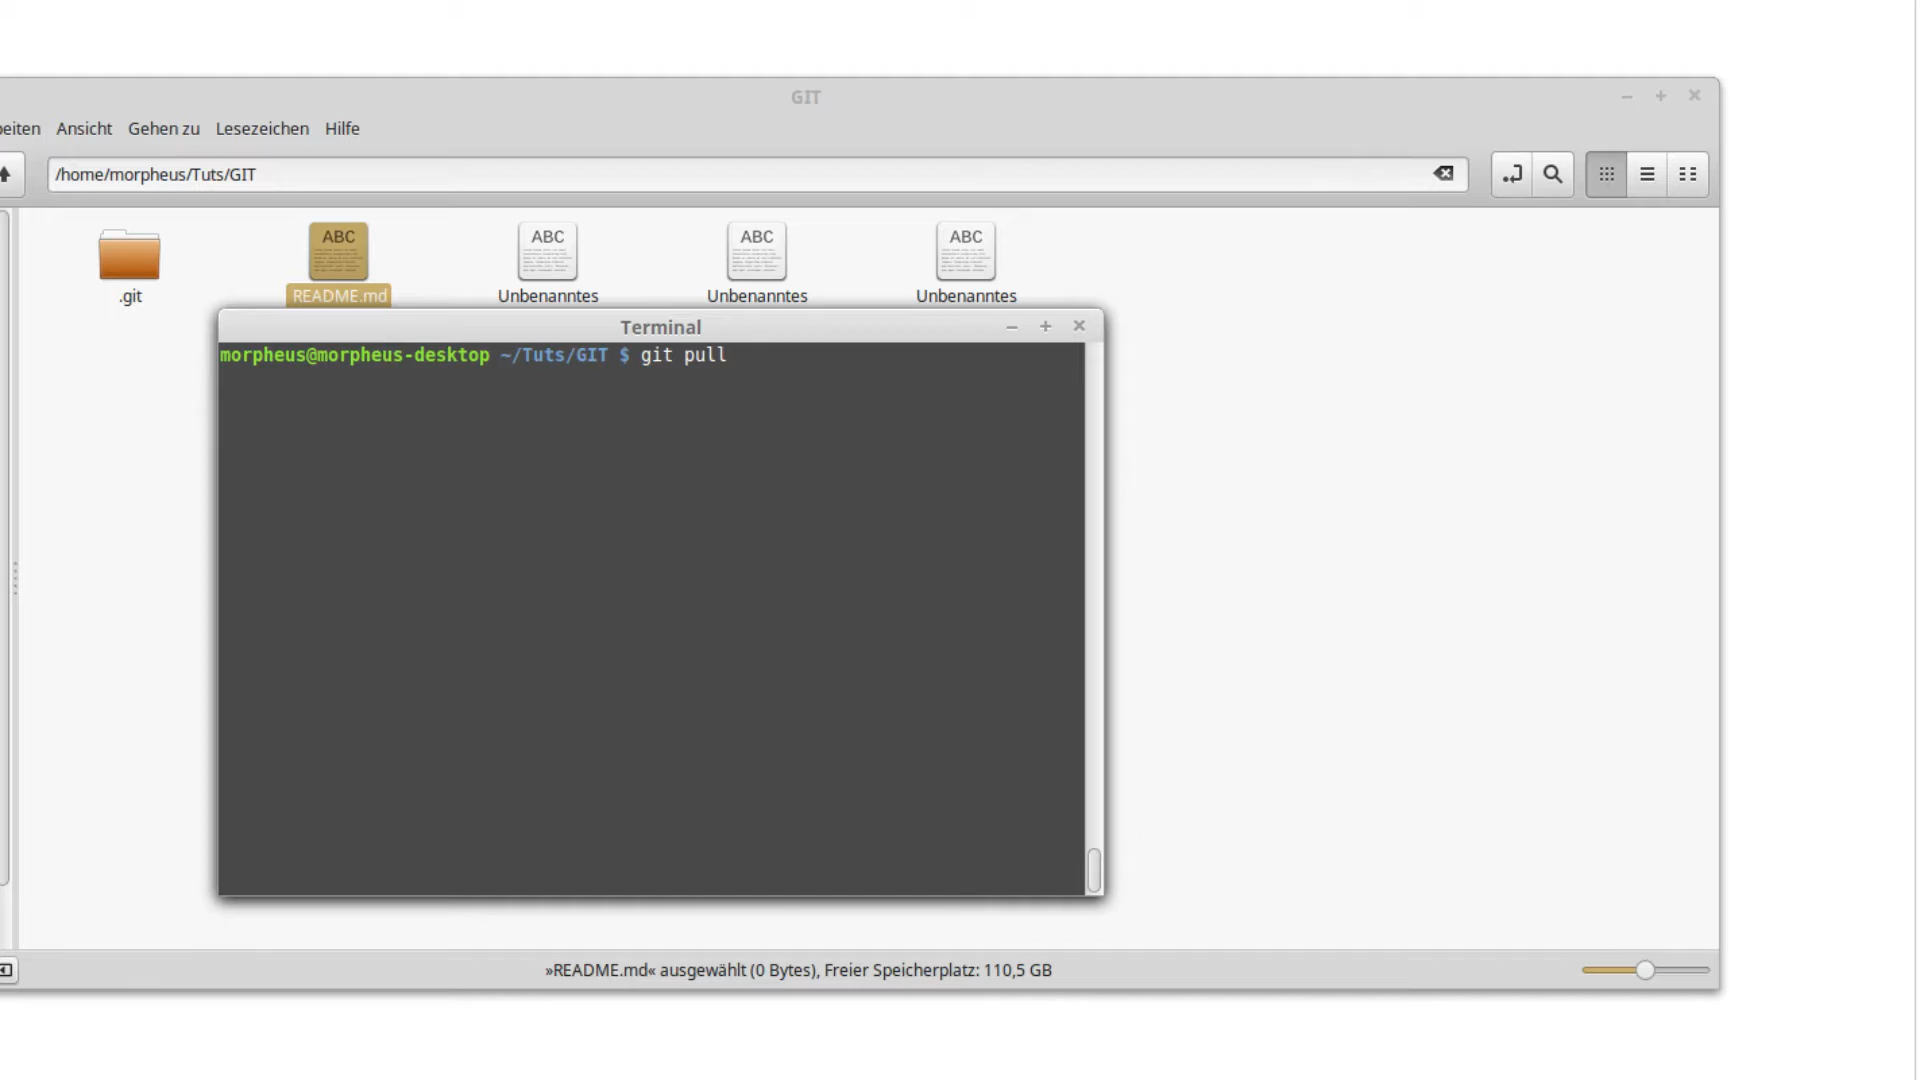 GIT
Ansicht Gehen zu Lesezeichen Hilfe
/home/morpheus/Tuts/GIT
ABC ABC ABC ABC
.git README.md Unbenanntes Unbenanntes Unbenanntes
Terminal
morpheus@morpheus-desktop ~/Tuts/GIT $ git pull
»README.md« ausgewählt (0 Bytes), Freier Speicherplatz: 110,5 GB